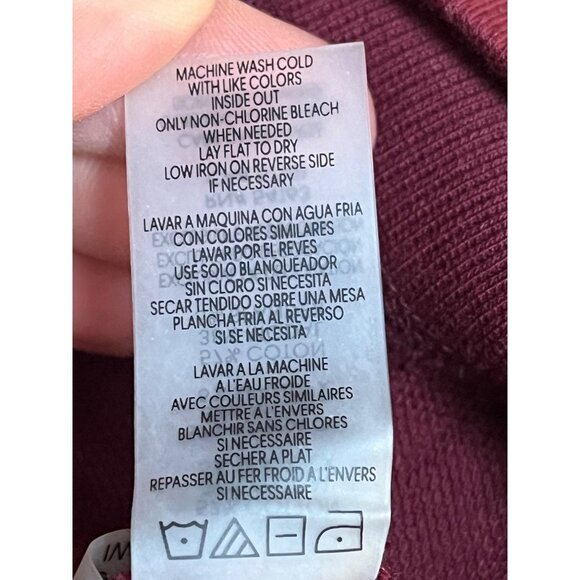 MACHINE WASH COLD
WITH LIKE COLORS
INSIDE OUT
ONLY NON-CHLORINE BLEACH
WHEN NEEDED
LAY FLAT TO DRY
LOW IRON ON REVERSE SIDE
IF NECESSARY
LAVAR A MAQUINA CON AGUA FRIA
CON COLORES SIMILARES
LAVAR POR EL REVES
USE SOLO BLANQUEADOR
SIN CLORO SI NECESITA
SECAR TENDIDO SOBRE UNA MESA
PLANCHA FRIA AL REVERSO
SI SE NECESITA
LAVAR A LA MACHINE
A L'EAU FROIDE
AVEC COULEURS SIMILAIRES
METTRE A L'ENVERS
BLANCHIR SANS CHLORES
SI NECESSAIRE
SECHER A PLAT
REPASSER AU FER FROID A L'ENVERS
SI NECESSAIRE